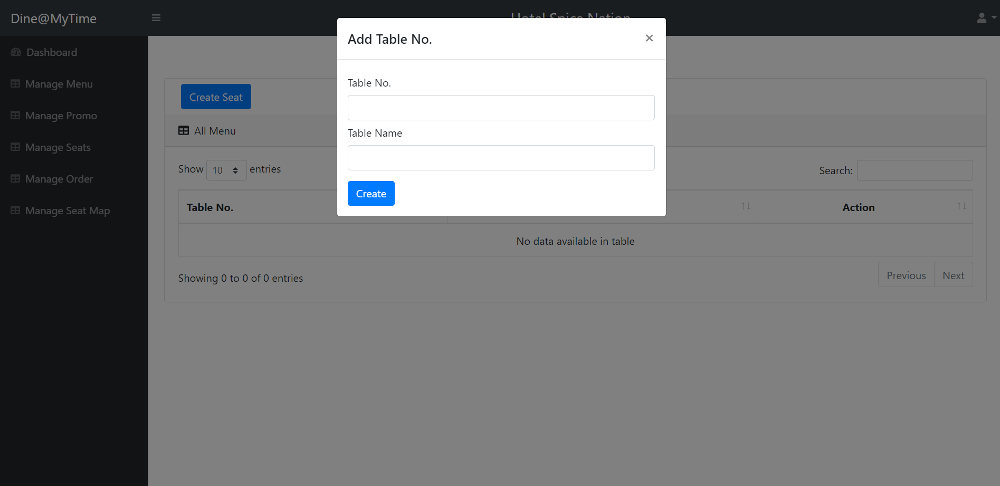 Dine@MyTime
Hotel Spice Nation
Dashboard
Manage Menu
Manage Promo
Manage Seats
Manage Order
Manage Seat Map
Add Table No.
×
Table No.
Table Name
Create
Create Seat
All Menu
Show 10 entries
Search:
Table No. Action
No data available in table
Showing 0 to 0 of 0 entries
Previous Next